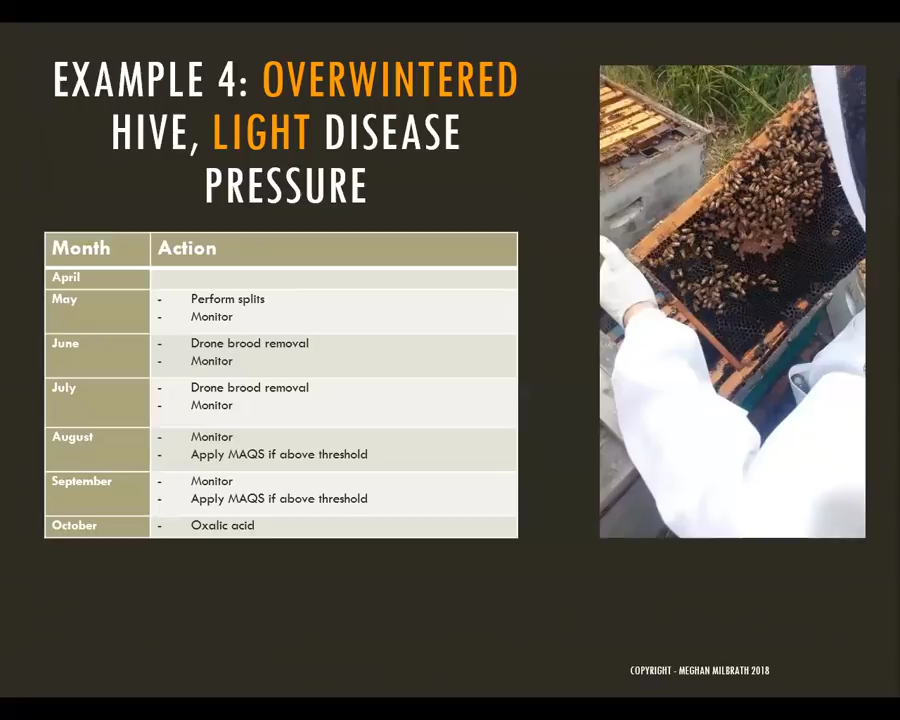 EXAMPLE 4: OVERWINTERED
HIVE, LIGHT DISEASE
PRESSURE
Month Action
April
May - Perform splits
- Monitor
June - Drone brood removal
- Monitor
July - Drone brood removal
- Monitor
August - Monitor
- Apply MAQS if above threshold
September - Monitor
- Apply MAQS if above threshold
October - Oxalic acid
COPYRIGHT - MEGHAN MILBRATH 2018